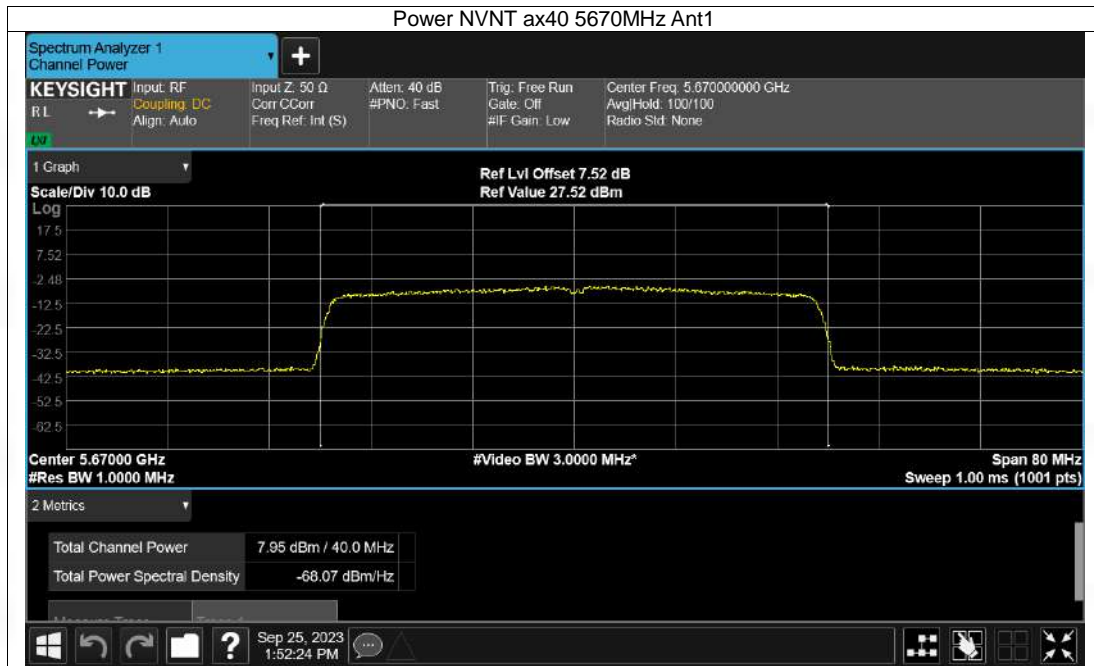 Power NVNT ax40 5670MHz Ant1
Spectrum Analyzer 1
Channel Power
KEYSIGHT
R L
LXI
Input: RF
Coupling: DC
Align: Auto
Input Z: 50 Ω
Corr CCorr
Freq Ref: Int (S)
Atten: 40 dB
#PNO: Fast
Trig: Free Run
Gate: Off
#IF Gain: Low
Center Freq: 5.670000000 GHz
Avg|Hold: 100/100
Radio Std: None
1 Graph
Scale/Div 10.0 dB
Ref Lvl Offset 7.52 dB
Ref Value 27.52 dBm
Log
17.5
7.52
-2.48
-12.5
-22.5
-32.5
-42.5
-52.5
-62.5
Center 5.67000 GHz
#Res BW 1.0000 MHz
#Video BW 3.0000 MHz*
Span 80 MHz
Sweep 1.00 ms (1001 pts)
2 Metrics
Total Channel Power 7.95 dBm / 40.0 MHz
Total Power Spectral Density -68.07 dBm/Hz
?
Sep 25, 2023
1:52:24 PM